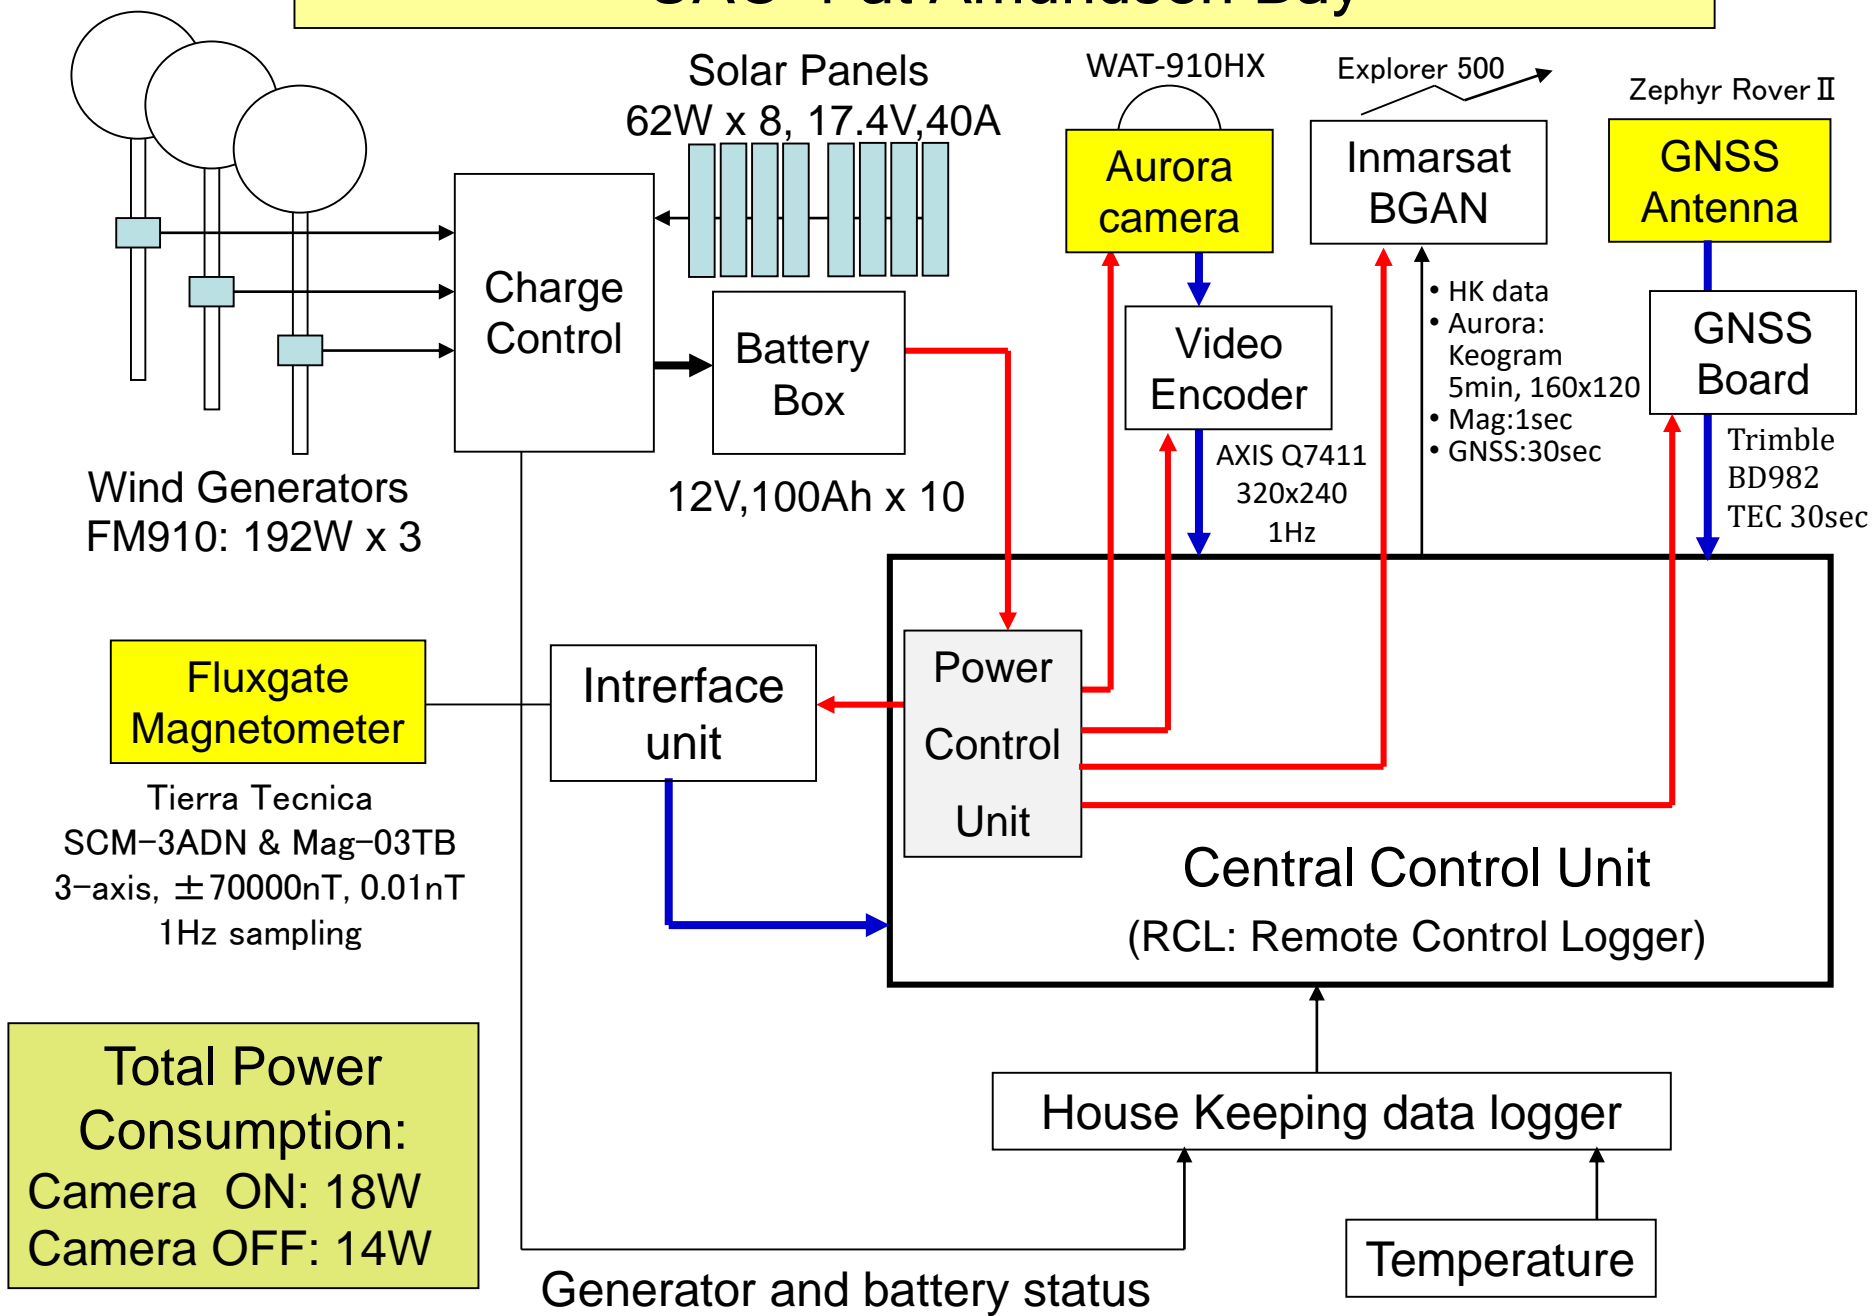 Solar Panels
62W x 8, 17.4V,40A
WAT-910HX
Explorer 500
Zephyr Rover Ⅱ
Aurora
camera
Inmarsat
BGAN
GNSS
Antenna
Charge
Control
Battery
Box
Video
Encoder
• HK data
• Aurora:
Keogram
5min, 160x120
• Mag:1sec
• GNSS:30sec
GNSS
Board
Wind Generators
FM910: 192W x 3
12V,100Ah x 10
AXIS Q7411
320x240
1Hz
Trimble
BD982
TEC 30sec
Fluxgate
Magnetometer
Intrerface
unit
Power
Control
Unit
Tierra Tecnica
SCM-3ADN & Mag-03TB
3-axis, ±70000nT, 0.01nT
1Hz sampling
Central Control Unit
(RCL: Remote Control Logger)
Total Power
Consumption:
Camera ON: 18W
Camera OFF: 14W
House Keeping data logger
Temperature
Generator and battery status